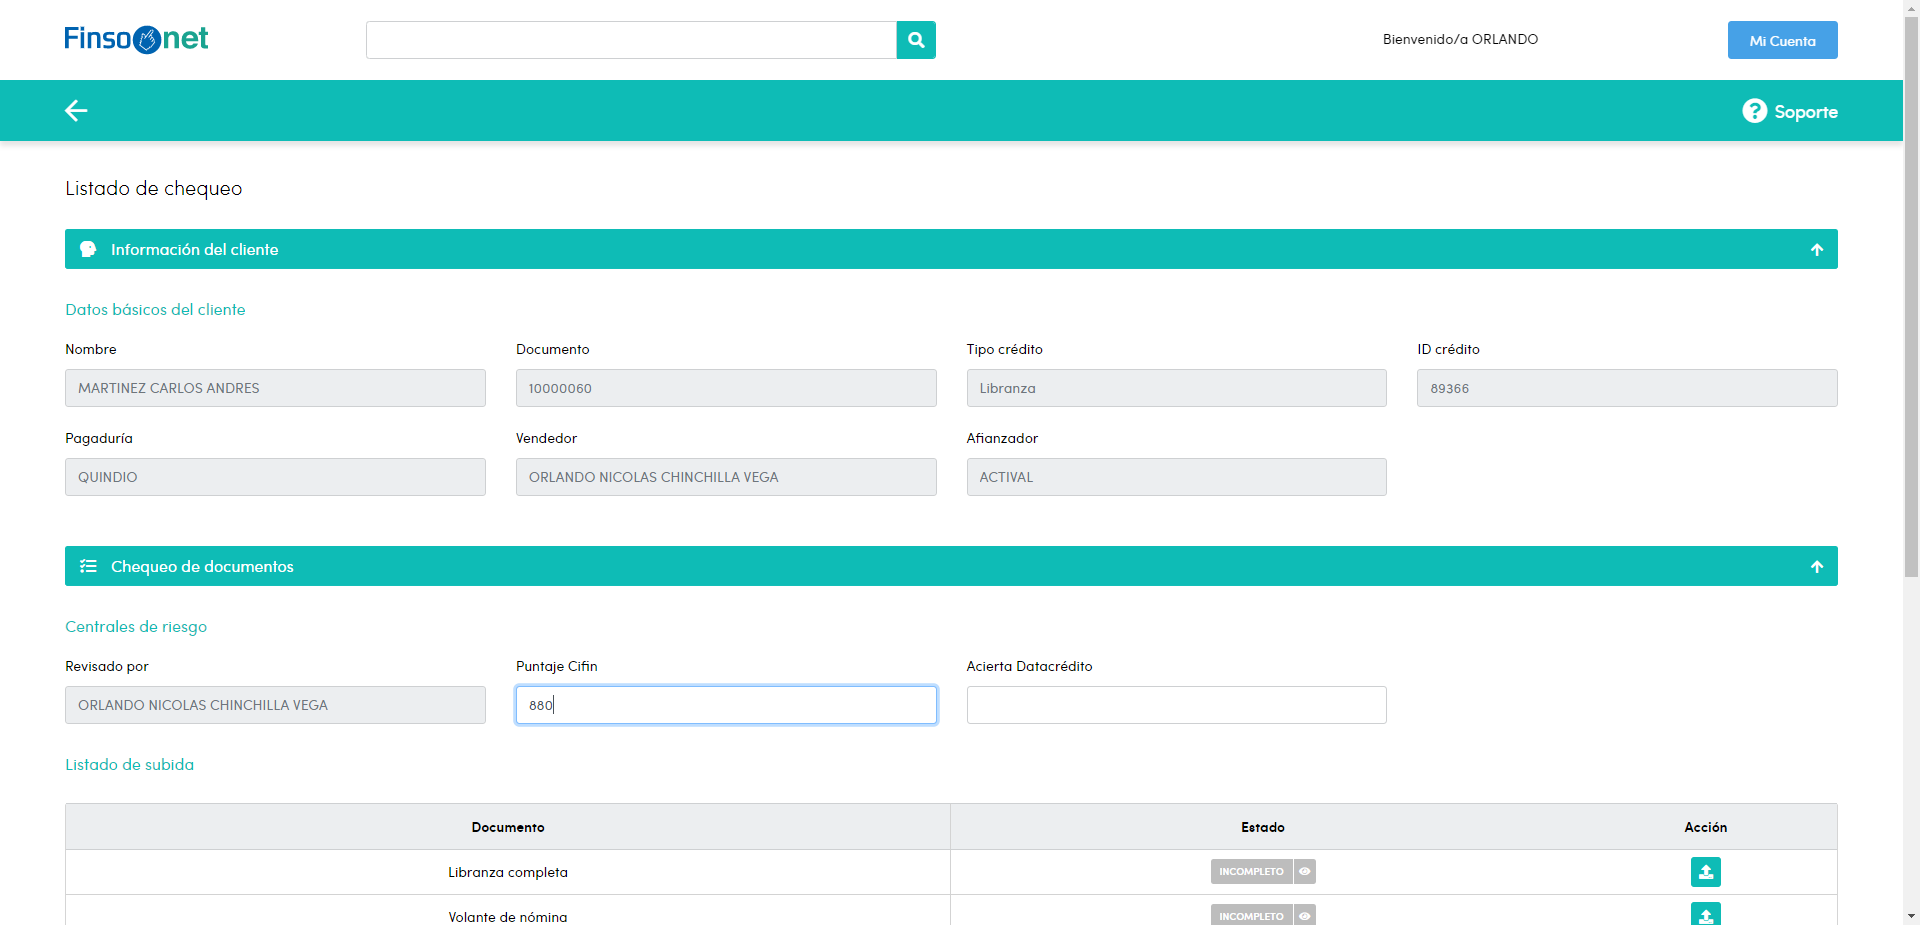 Finsonet
Bienvenido/a ORLANDO
Mi Cuenta
Soporte
Listado de chequeo
Información del cliente
Datos básicos del cliente
Nombre Documento Tipo crédito ID crédito
MARTINEZ CARLOS ANDRES 10000060 Libranza 89366
Pagaduría Vendedor Afianzador
QUINDIO ORLANDO NICOLAS CHINCHILLA VEGA ACTIVAL
Chequeo de documentos
Centrales de riesgo
Revisado por Puntaje Cifin Acierta Datacrédito
ORLANDO NICOLAS CHINCHILLA VEGA 880
Listado de subida
Documento Estado Acción
Libranza completa INCOMPLETO
Volante de nómina INCOMPLETO